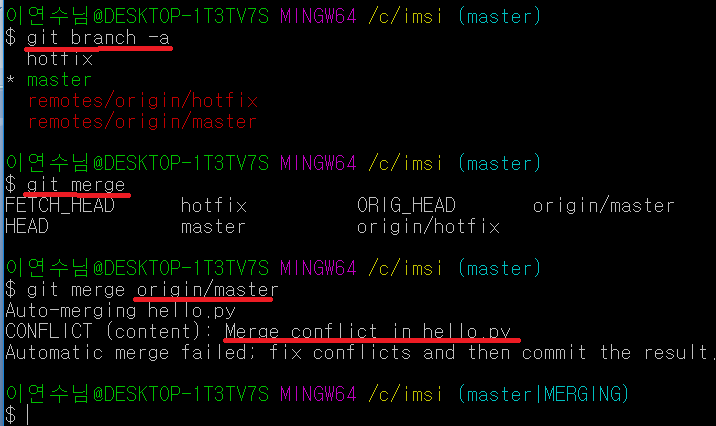 이연수님@DESKTOP-1T3TV7S MINGW64 /c/imsi (master)
$ git branch -a
hotfix
* master
remotes/origin/hotfix
remotes/origin/master
이연수님@DESKTOP-1T3TV7S MINGW64 /c/imsi (master)
$ git merge
FETCH_HEAD hotfix ORIG_HEAD origin/master
HEAD master origin/hotfix
이연수님@DESKTOP-1T3TV7S MINGW64 /c/imsi (master)
$ git merge origin/master
Auto-merging hello.py
CONFLICT (content): Merge conflict in hello.py
Automatic merge failed; fix conflicts and then commit the result.
이연수님@DESKTOP-1T3TV7S MINGW64 /c/imsi (master|MERGING)
$